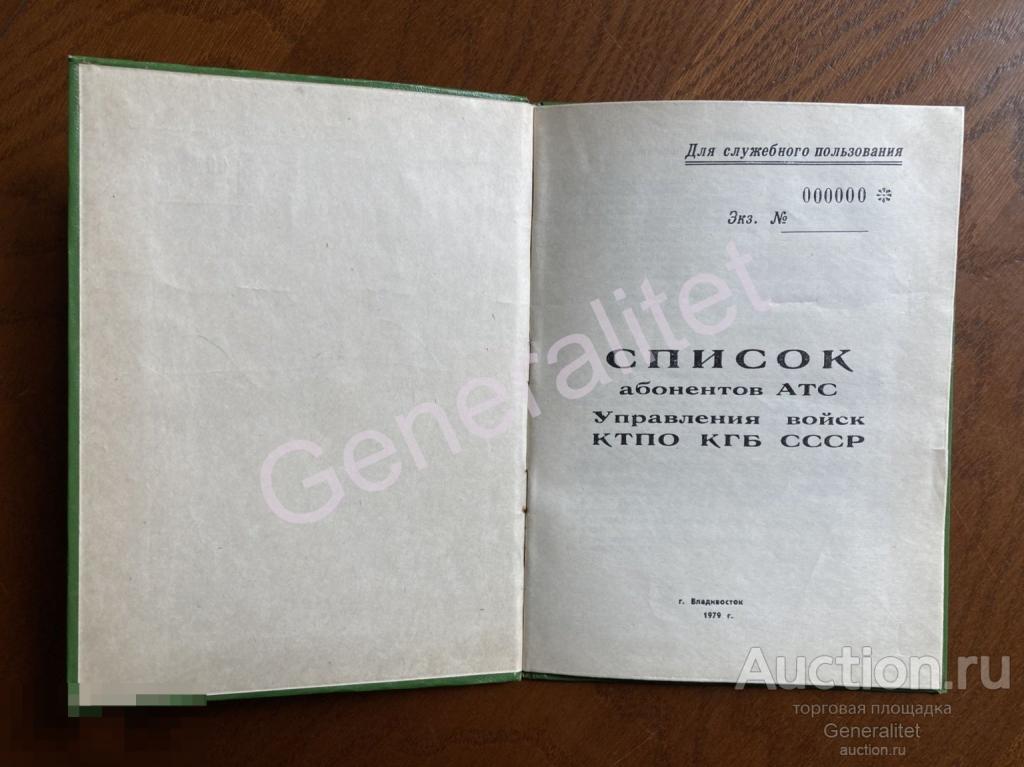 Для служебного пользования
000000
Экз. №
СПИСОК
абонентов АТС
Управления войск
КТПО КГБ СССР
г. Владивосток
1979 г.
Generalitet
Auction.ru
торговая площадка
Generalitet
auction.ru